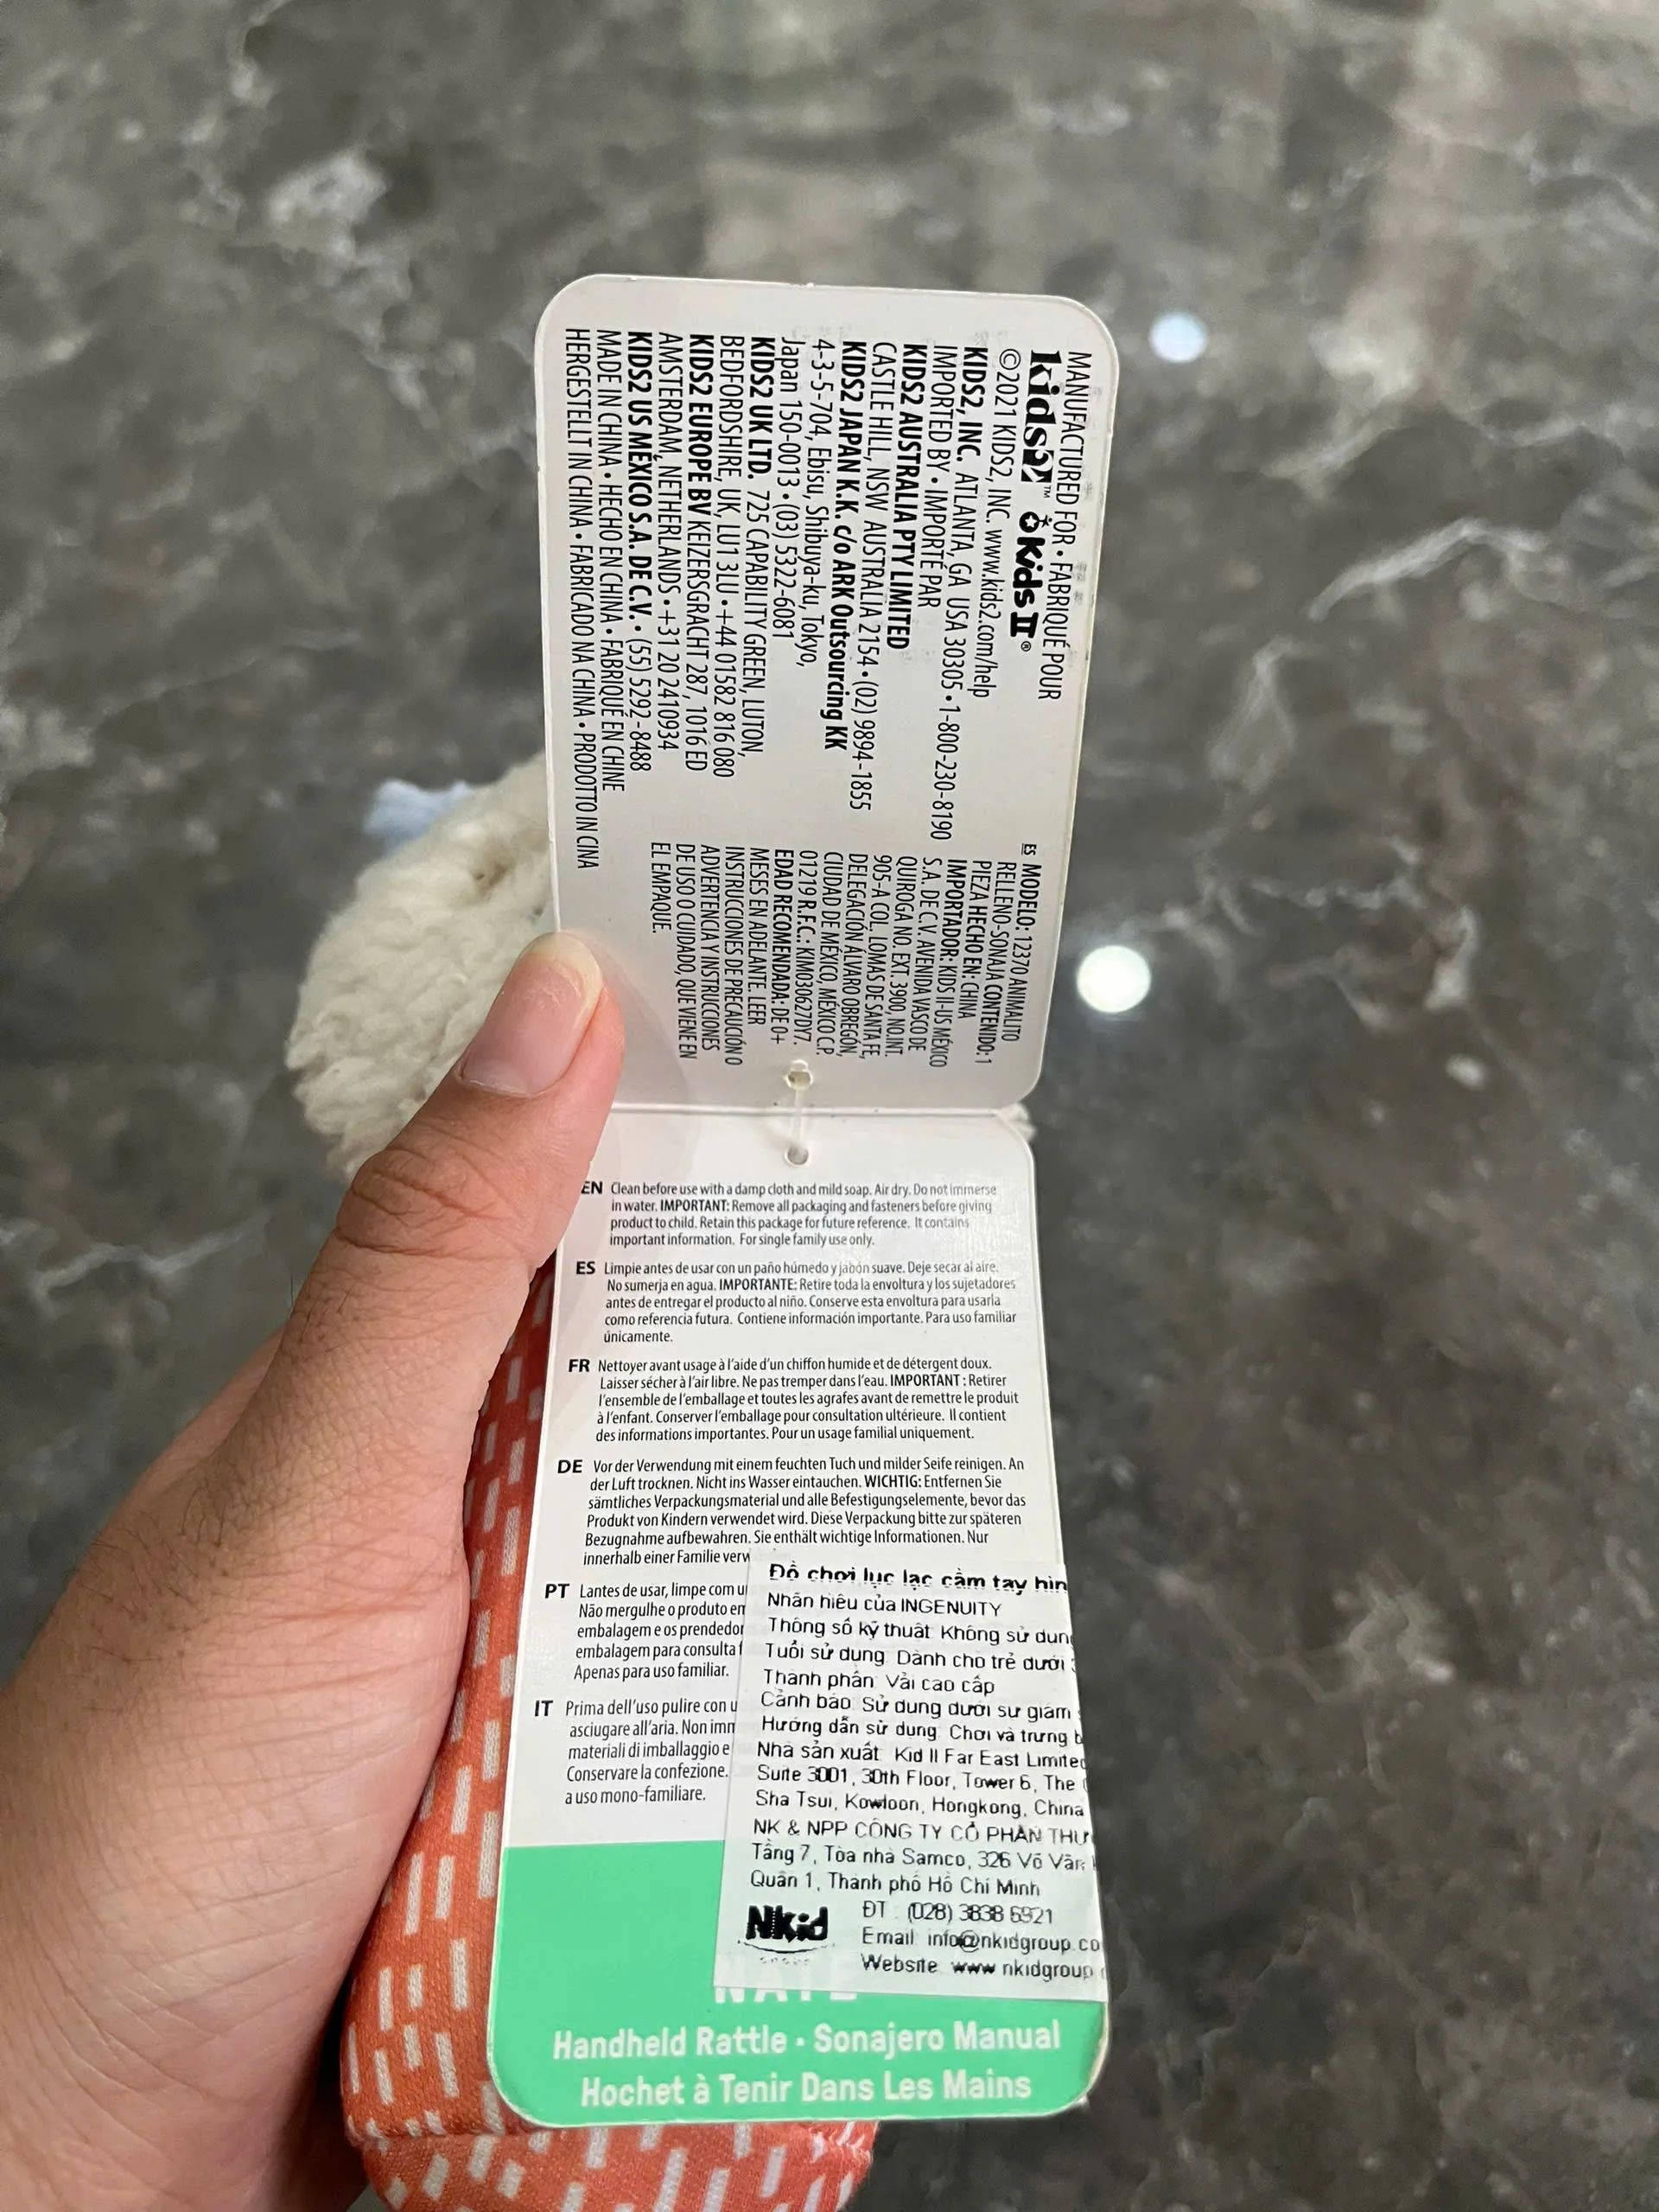 MANUFACTURED FOR • FABRIQUÉ POUR
kids2™ Kids II®
©2021 KIDS2, INC. www.kids2.com/help
KIDS2, INC. ATLANTA, GA USA 30305 • 1-800-230-8190
IMPORTED BY • IMPORTÉ PAR
KIDS2 AUSTRALIA PTY LIMITED
CASTLE HILL, NSW AUSTRALIA 2154 • (02) 9894-1855
KIDS2 JAPAN K.K. c/o ARK Outsourcing KK
4-3-5-704, Ebisu, Shibuya-ku, Tokyo,
Japan 150-0013 • (03) 5322-6081
KIDS2 UK LTD. 725 CAPABILITY GREEN, LUTON,
BEDFORDSHIRE, UK, LU1 3LU • +44 01582 816 080
KIDS2 EUROPE BV KEIZERSGRACHT 287, 1016 ED
AMSTERDAM, NETHERLANDS • +31 20 2410934
KIDS2 US MÉXICO S.A. DE C.V. • (55) 5292-8488
MADE IN CHINA • HECHO EN CHINA • FABRIQUÉ EN CHINE
HERGESTELLT IN CHINA • FABRICADO NA CHINA • PRODOTTO IN CINA
ES MODELO: 12370 ANIMALITO
RELLENO-SONAJA CONTENIDO: 1
PIEZA HECHO EN: CHINA
IMPORTADOR: KIDS II-US MÉXICO
S.A. DE C.V. AVENIDA VASCO DE
QUIROGA NO. EXT. 3900, NO.INT.
905-A COL. LOMAS DE SANTA FE,
DELEGACIÓN ÁLVARO OBREGÓN,
CIUDAD DE MÉXICO, MÉXICO C.P.
01219 R.F.C.: KIM030627DY7.
EDAD RECOMENDADA: DE 0+
MESES EN ADELANTE. LEER
INSTRUCCIONES DE PRECAUCIÓN O
ADVERTENCIA Y INSTRUCCIONES
DE USO O CUIDADO, QUE VIENE EN
EL EMPAQUE.
EN Clean before use with a damp cloth and mild soap. Air dry. Do not immerse
in water. IMPORTANT: Remove all packaging and fasteners before giving
product to child. Retain this package for future reference. It contains
important information. For single family use only.
ES Limpie antes de usar con un paño húmedo y jabón suave. Deje secar al aire.
No sumerja en agua. IMPORTANTE: Retire toda la envoltura y los sujetadores
antes de entregar el producto al niño. Conserve esta envoltura para usarla
como referencia futura. Contiene información importante. Para uso familiar
únicamente.
FR Nettoyer avant usage à l'aide d'un chiffon humide et de détergent doux.
Laisser sécher à l'air libre. Ne pas tremper dans l'eau. IMPORTANT : Retirer
l'ensemble de l'emballage et toutes les agrafes avant de remettre le produit
à l'enfant. Conserver l'emballage pour consultation ultérieure. Il contient
des informations importantes. Pour un usage familial uniquement.
DE Vor der Verwendung mit einem feuchten Tuch und milder Seife reinigen. An
der Luft trocknen. Nicht ins Wasser eintauchen. WICHTIG: Entfernen Sie
sämtliches Verpackungsmaterial und alle Befestigungselemente, bevor das
Produkt von Kindern verwendet wird. Diese Verpackung bitte zur späteren
Bezugnahme aufbewahren. Sie enthält wichtige Informationen. Nur
innerhalb einer Familie verw
PT Lantes de usar, limpe com u
Não mergulhe o produto em
embalagem e os prendedor
embalagem para consulta f
Apenas para uso familiar.
IT Prima dell'uso pulire con u
asciugare all'aria. Non imm
materiali di imballaggio e
Conservare la confezione.
a uso mono-familiare.
Đồ chơi lục lạc cầm tay hìn
Nhãn hiệu của INGENUITY
Thông số kỹ thuật Không sử dụn
Tuổi sử dụng Dành cho trẻ dưới 3
Thành phần Vải cao cấp
Cảnh báo Sử dụng dưới sự giám s
Hướng dẫn sử dụng Chơi và trưng b
Nhà sản xuất Kid II Far East Limited
Suite 3001, 30th Floor, Tower 6, The
Sha Tsui, Kowloon, Hongkong, China
NK & NPP CÔNG TY CỔ PHẦN THƯ
Tầng 7, Tòa nhà Samco, 326 Võ Văn
Quận 1, Thành phố Hồ Chí Minh
Nkid
ĐT : (028) 3838 6921
Email info@nkidgroup.co
Website www nkidgroup
Handheld Rattle • Sonajero Manual
Hochet à Tenir Dans Les Mains